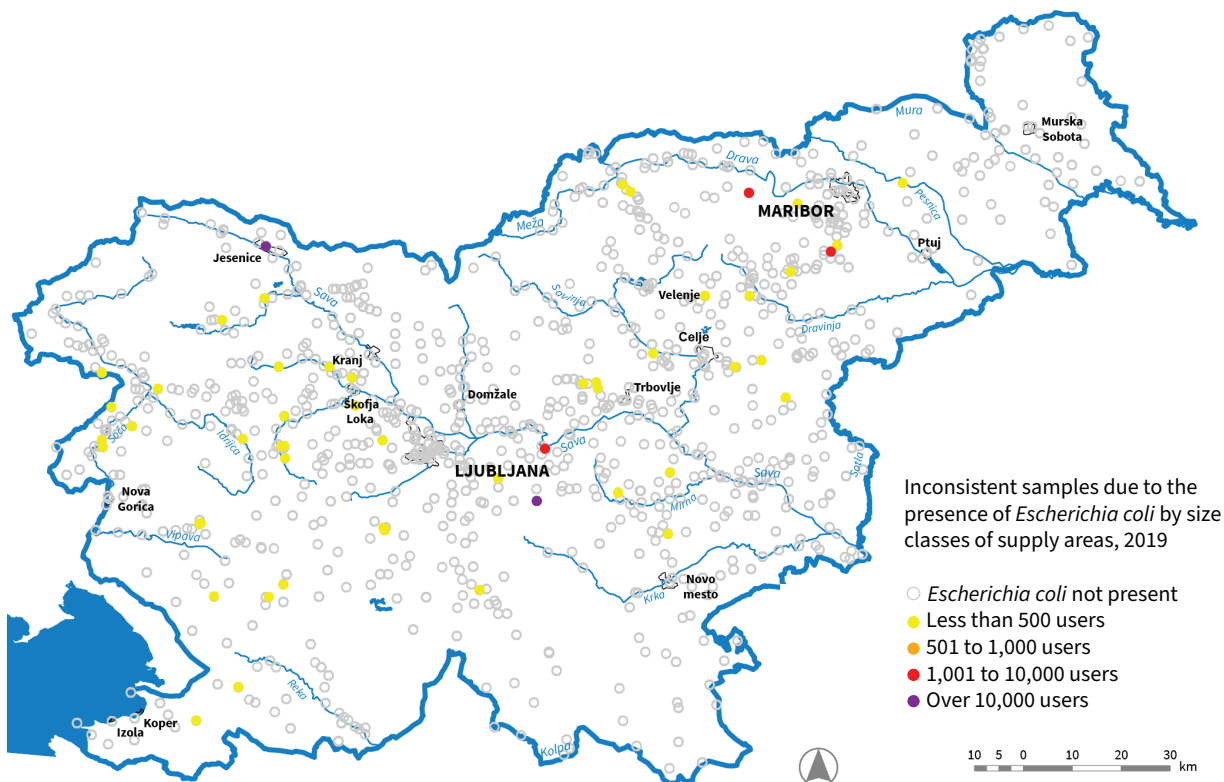 Mura
Murska
Sobota
Drava
MARIBOR
Pesnica
Meža
Ptuj
Jesenice
Sava
Savinja
Velenje
Dravinja
Celje
Kranj
Domžale
Trbovlje
Škofja
Loka
Soča
Idrijca
Sava
LJUBLJANA
Sava
Sotla
Mirna
Nova
Gorica
Vipava
Novo
mesto
Krka
Reka
Koper
Izola
Kolpa
Inconsistent samples due to the
presence of Escherichia coli by size
classes of supply areas, 2019
Escherichia coli not present
Less than 500 users
501 to 1,000 users
1,001 to 10,000 users
Over 10,000 users
10 5 0 10 20 30
km